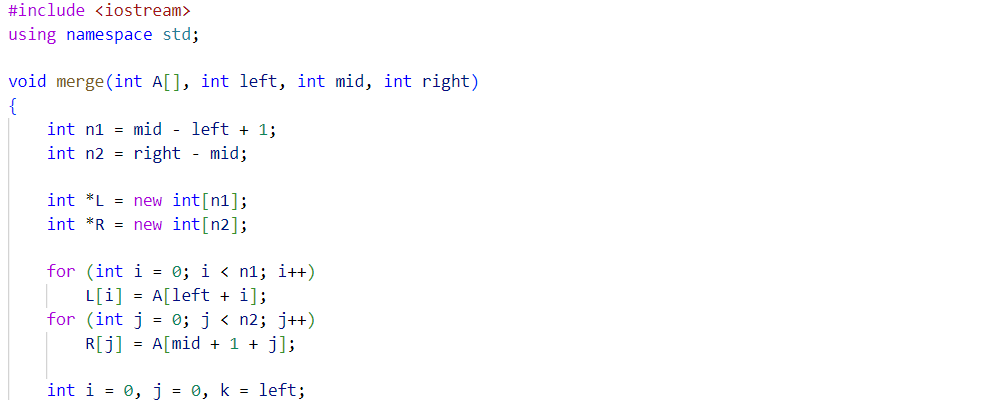 #include <iostream>
using namespace std;
void merge(int A[], int left, int mid, int right)
{
int n1 = mid - left + 1;
int n2 = right - mid;
int *L = new int[n1];
int *R = new int[n2];
for (int i = 0; i < n1; i++)
L[i] = A[left + i];
for (int j = 0; j < n2; j++)
R[j] = A[mid + 1 + j];
int i = 0, j = 0, k = left;